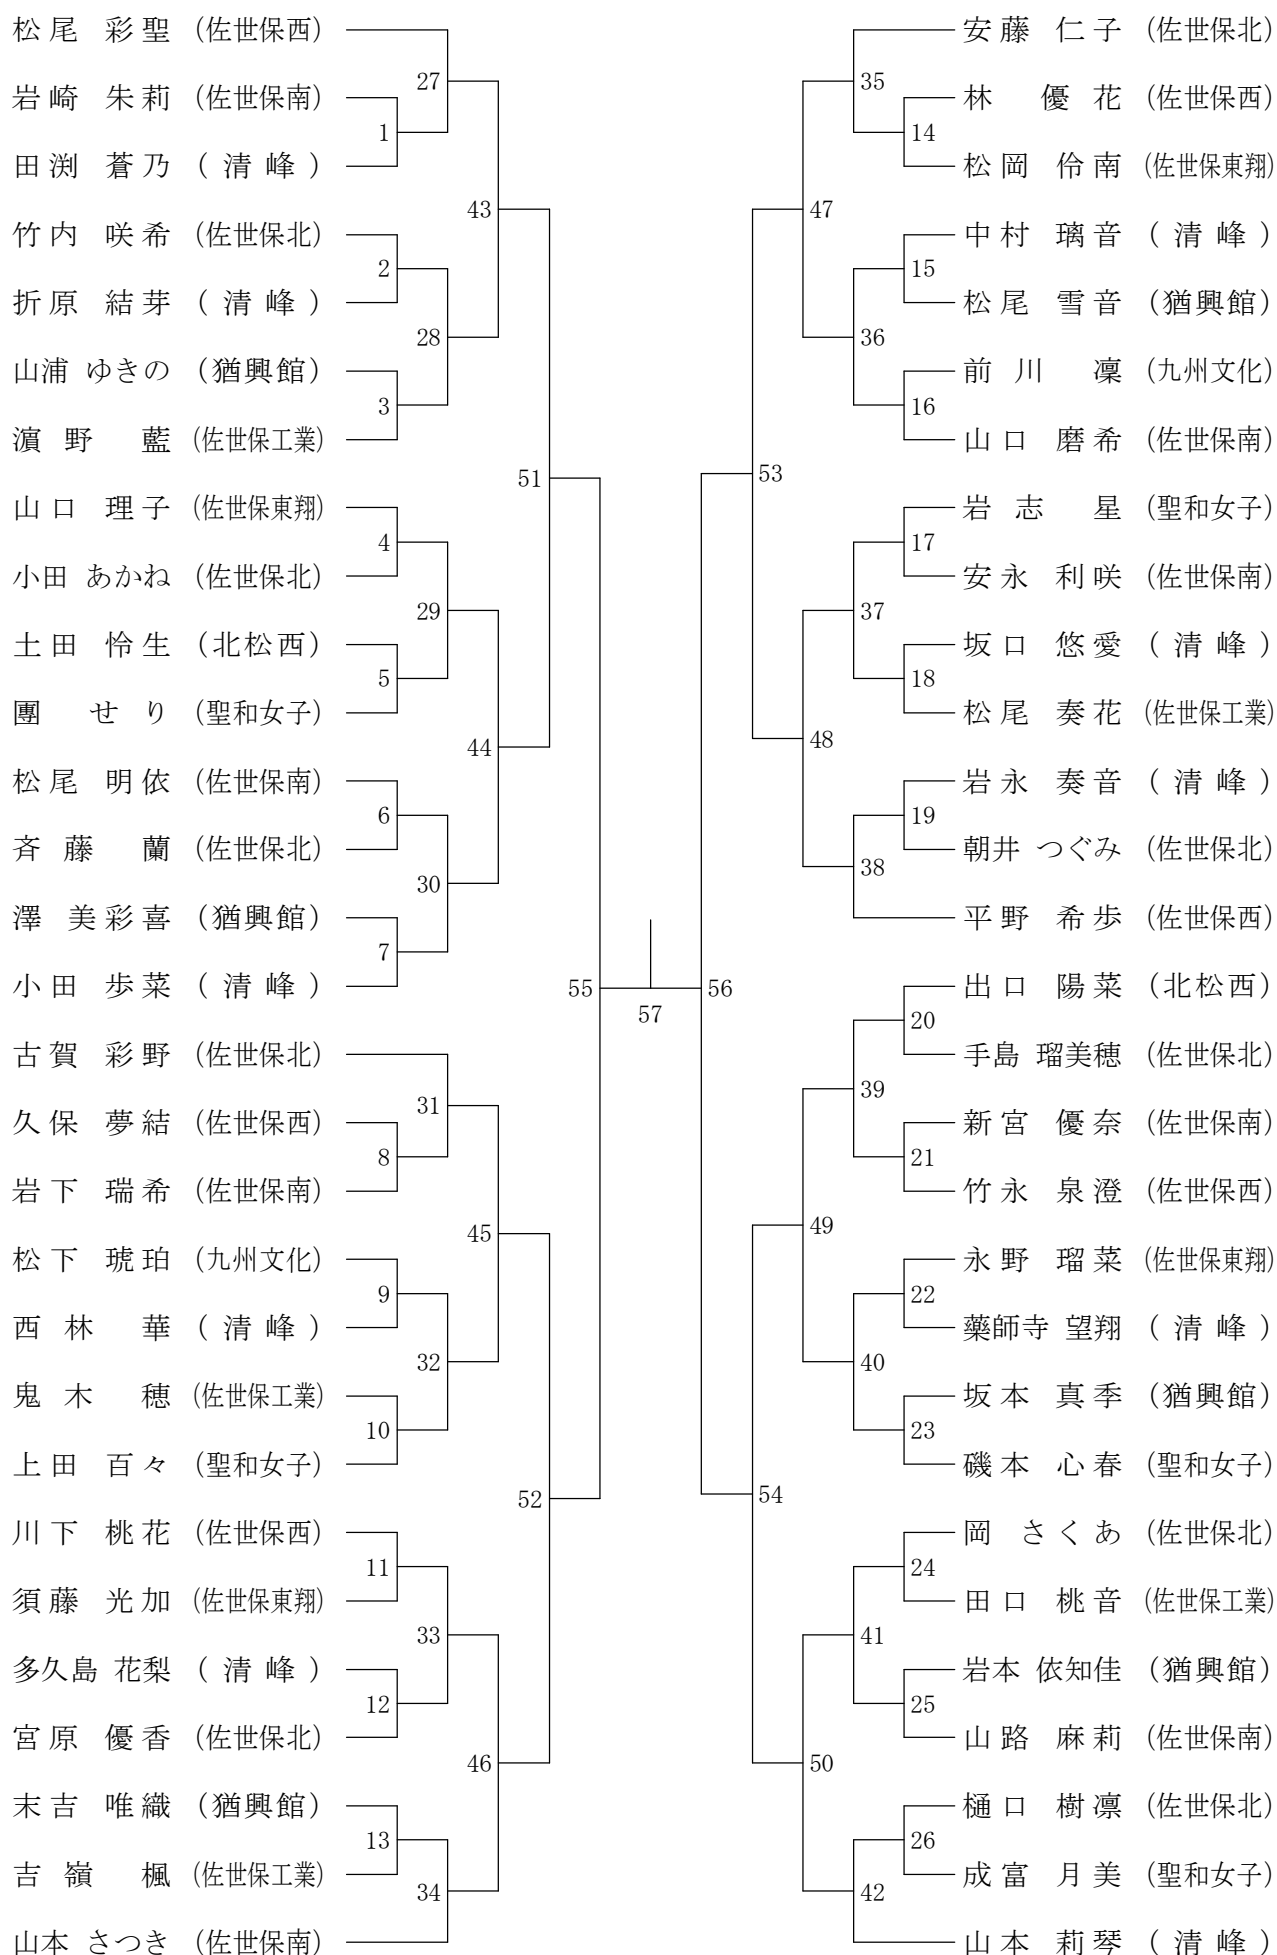 松尾 彩聖 (佐世保西)
27
岩崎 朱莉 (佐世保南)
1
田渕 蒼乃 (清峰)
43
竹内 咲希 (佐世保北)
2
折原 結芽 (清峰)
28
山浦 ゆきの (猶興館)
3
濵野 藍 (佐世保工業)
51
山口 理子 (佐世保東翔)
4
小田 あかね (佐世保北)
29
土田 怜生 (北松西)
5
團 せり (聖和女子)
44
松尾 明依 (佐世保南)
6
斉藤 蘭 (佐世保北)
30
澤 美彩喜 (猶興館)
7
小田 歩菜 (清峰)
55
古賀 彩野 (佐世保北)
31
久保 夢結 (佐世保西)
8
岩下 瑞希 (佐世保南)
45
松下 琥珀 (九州文化)
9
西林 華 (清峰)
32
鬼木 穂 (佐世保工業)
10
上田 百々 (聖和女子)
52
川下 桃花 (佐世保西)
11
須藤 光加 (佐世保東翔)
33
多久島 花梨 (清峰)
12
宮原 優香 (佐世保北)
46
末吉 唯織 (猶興館)
13
吉嶺 楓 (佐世保工業)
34
山本 さつき (佐世保南)
57
安藤 仁子 (佐世保北)
35
林 優花 (佐世保西)
14
松岡 伶南 (佐世保東翔)
47
中村 璃音 (清峰)
15
松尾 雪音 (猶興館)
36
前川 凜 (九州文化)
16
山口 磨希 (佐世保南)
53
岩志 星 (聖和女子)
17
安永 利咲 (佐世保南)
37
坂口 悠愛 (清峰)
18
松尾 奏花 (佐世保工業)
48
岩永 奏音 (清峰)
19
朝井 つぐみ (佐世保北)
38
平野 希歩 (佐世保西)
56
出口 陽菜 (北松西)
20
手島 瑠美穂 (佐世保北)
39
新宮 優奈 (佐世保南)
21
竹永 泉澄 (佐世保西)
49
永野 瑠菜 (佐世保東翔)
22
薬師寺 望翔 (清峰)
40
坂本 真季 (猶興館)
23
磯本 心春 (聖和女子)
54
岡 さくあ (佐世保北)
24
田口 桃音 (佐世保工業)
41
岩本 依知佳 (猶興館)
25
山路 麻莉 (佐世保南)
50
樋口 樹凛 (佐世保北)
26
成富 月美 (聖和女子)
42
山本 莉琴 (清峰)